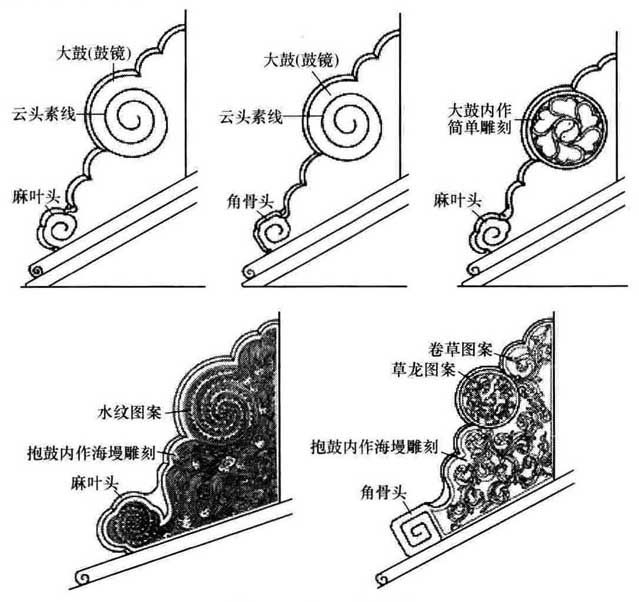 大鼓(鼓镜)
云头素线
麻叶头
大鼓(鼓镜)
云头素线
角骨头
大鼓内作
简单雕刻
麻叶头
水纹图案
抱鼓内作海墁雕刻
麻叶头
卷草图案
草龙图案
抱鼓内作海墁雕刻
角骨头